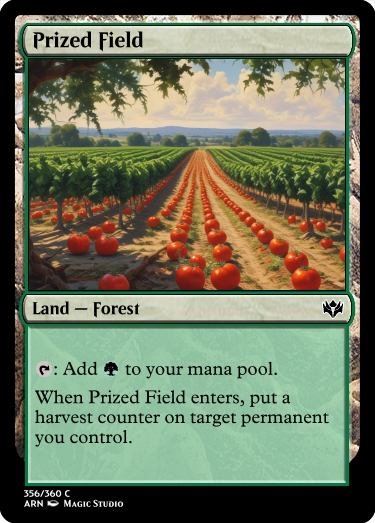 Prized Field
Land — Forest
: Add to your mana pool.
When Prized Field enters, put a
harvest counter on target permanent
you control.
356/360 C
ARN Magic Studio